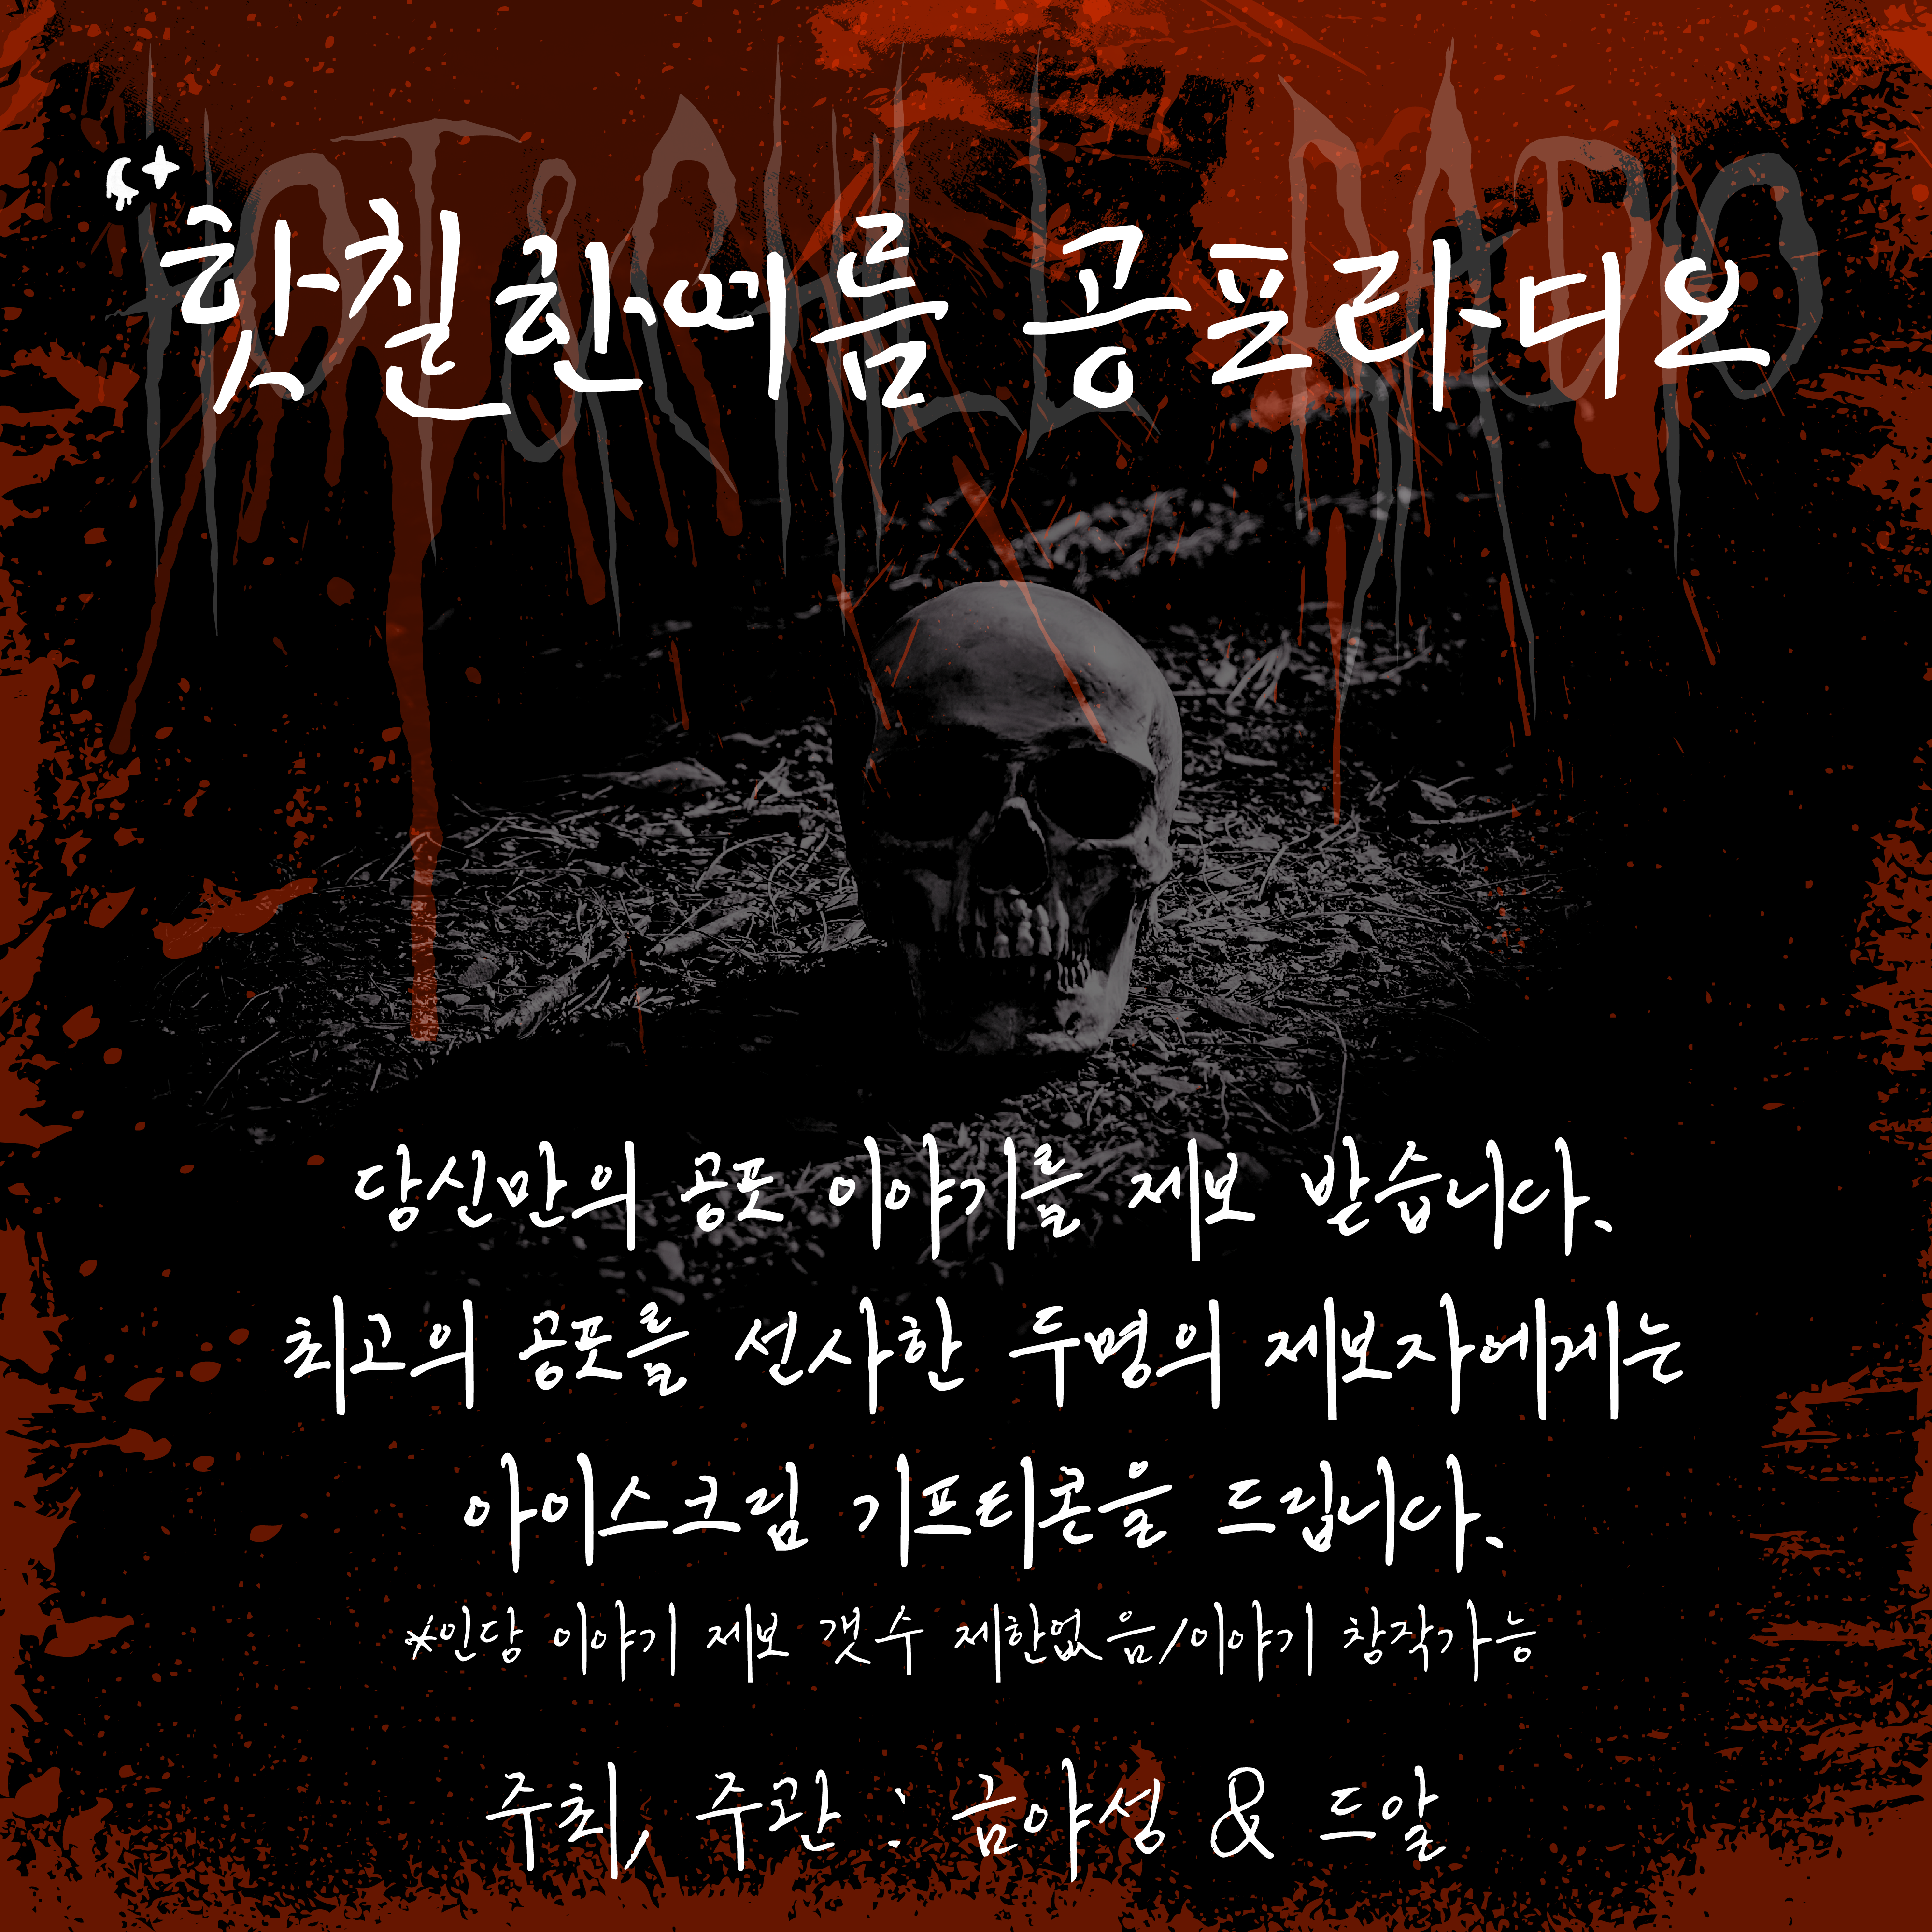 HOT & CHILL RADIO
핫칠한여름 공포라디오
당신만의 공포 이야기를 제보 받습니다.
최고의 공포를 선사한 두명의 제보자에게는
아이스크림 기프티콘을 드립니다.
*인당 이야기 제보 갯수 제한없음/이야기 창작가능
주최, 주관 : 금야성 & 드알